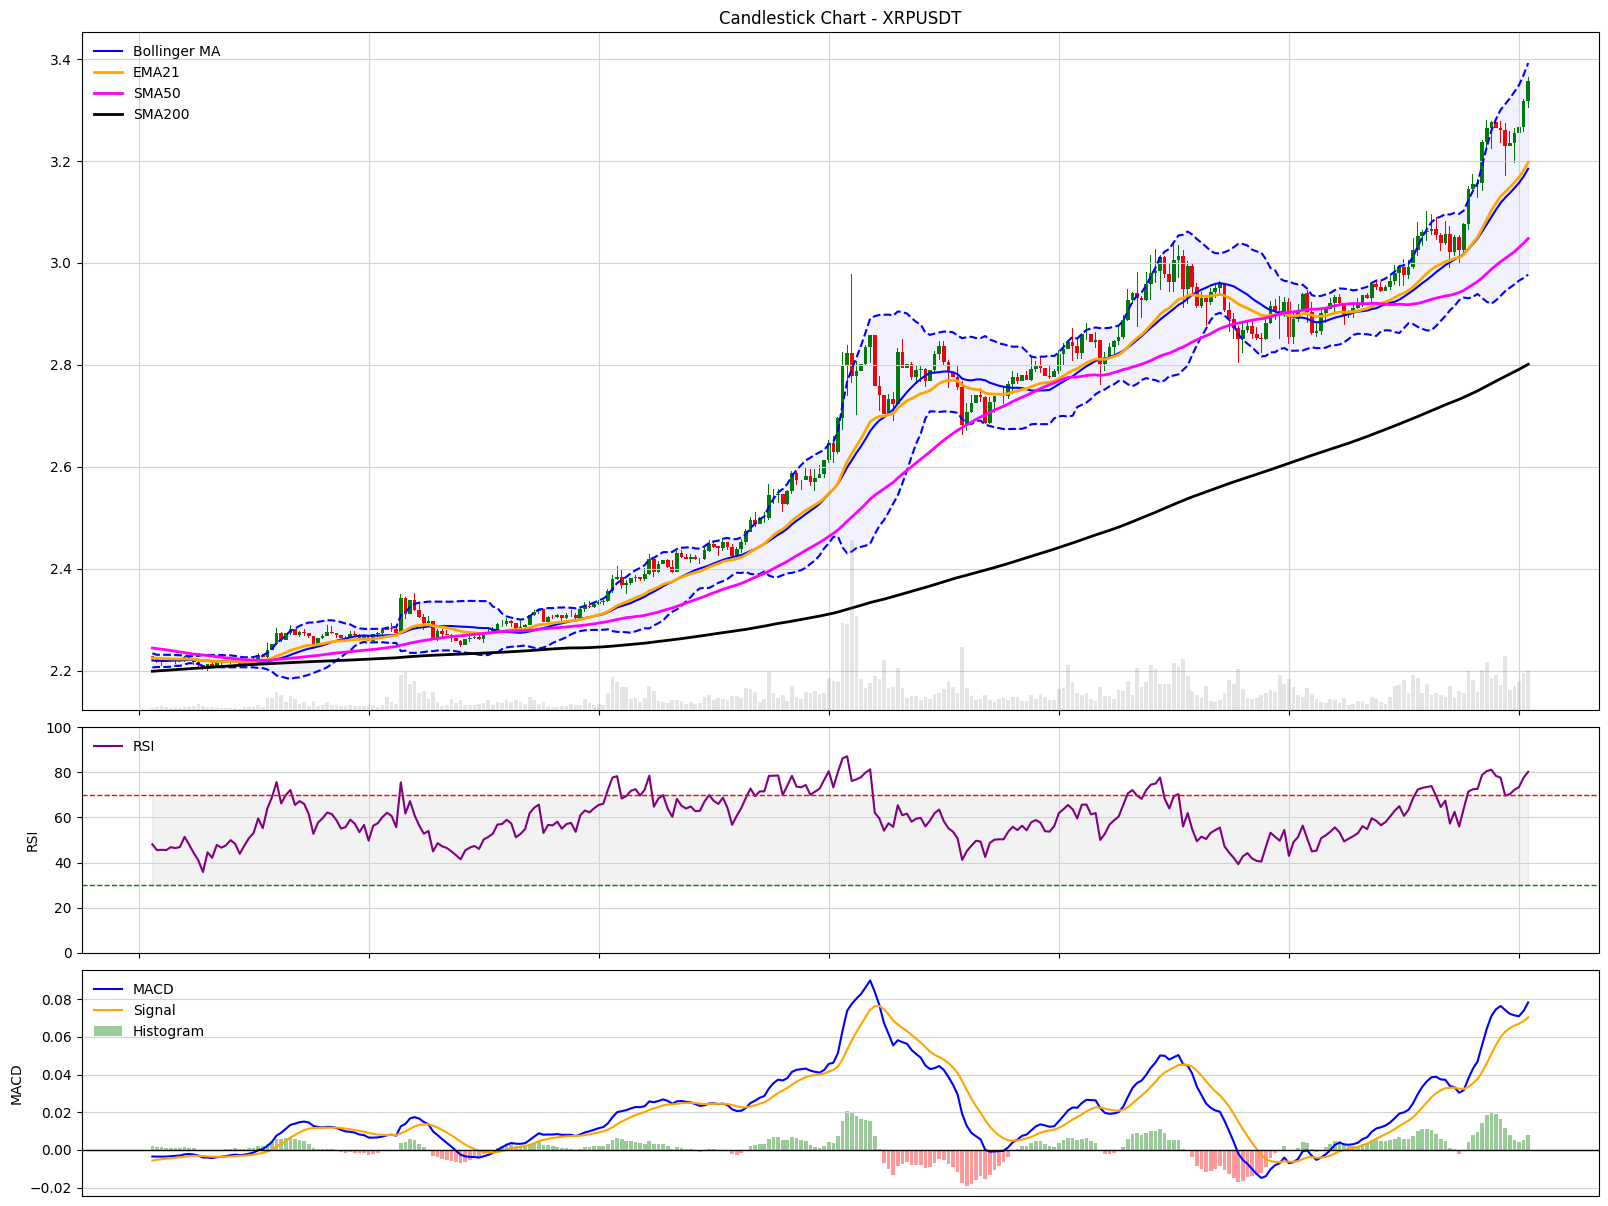 Candlestick Chart - XRPUSDT
Bollinger MA
EMA21
SMA50
SMA200
3.4
3.2
3.0
2.8
2.6
2.4
2.2
RSI
100
80
60
40
20
0
RSI
MACD
Signal
Histogram
0.08
0.06
0.04
0.02
0.00
−0.02
MACD